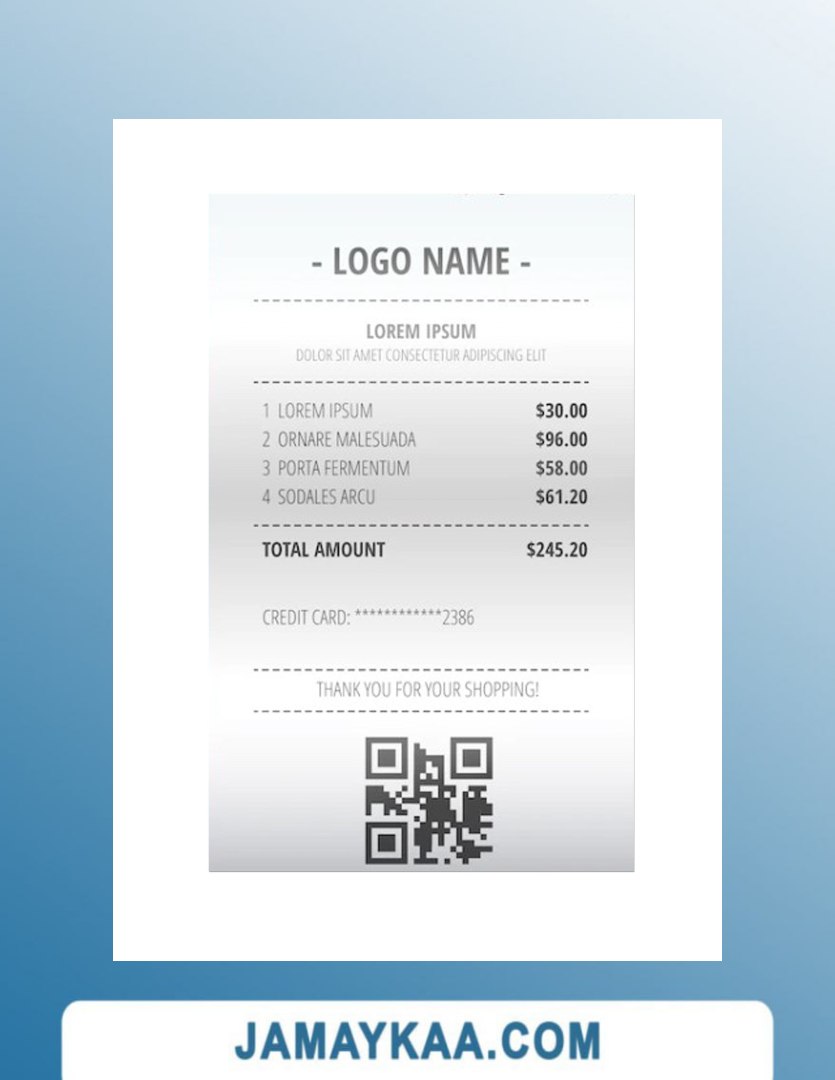 - LOGO NAME -
LOREM IPSUM
DOLOR SIT AMET CONSECTETUR ADIPISCING ELIT
1 LOREM IPSUM $30.00
2 ORNARE MALESUADA $96.00
3 PORTA FERMENTUM $58.00
4 SODALES ARCU $61.20
TOTAL AMOUNT $245.20
CREDIT CARD: ************2386
THANK YOU FOR YOUR SHOPPING!
JAMAYKAA.COM